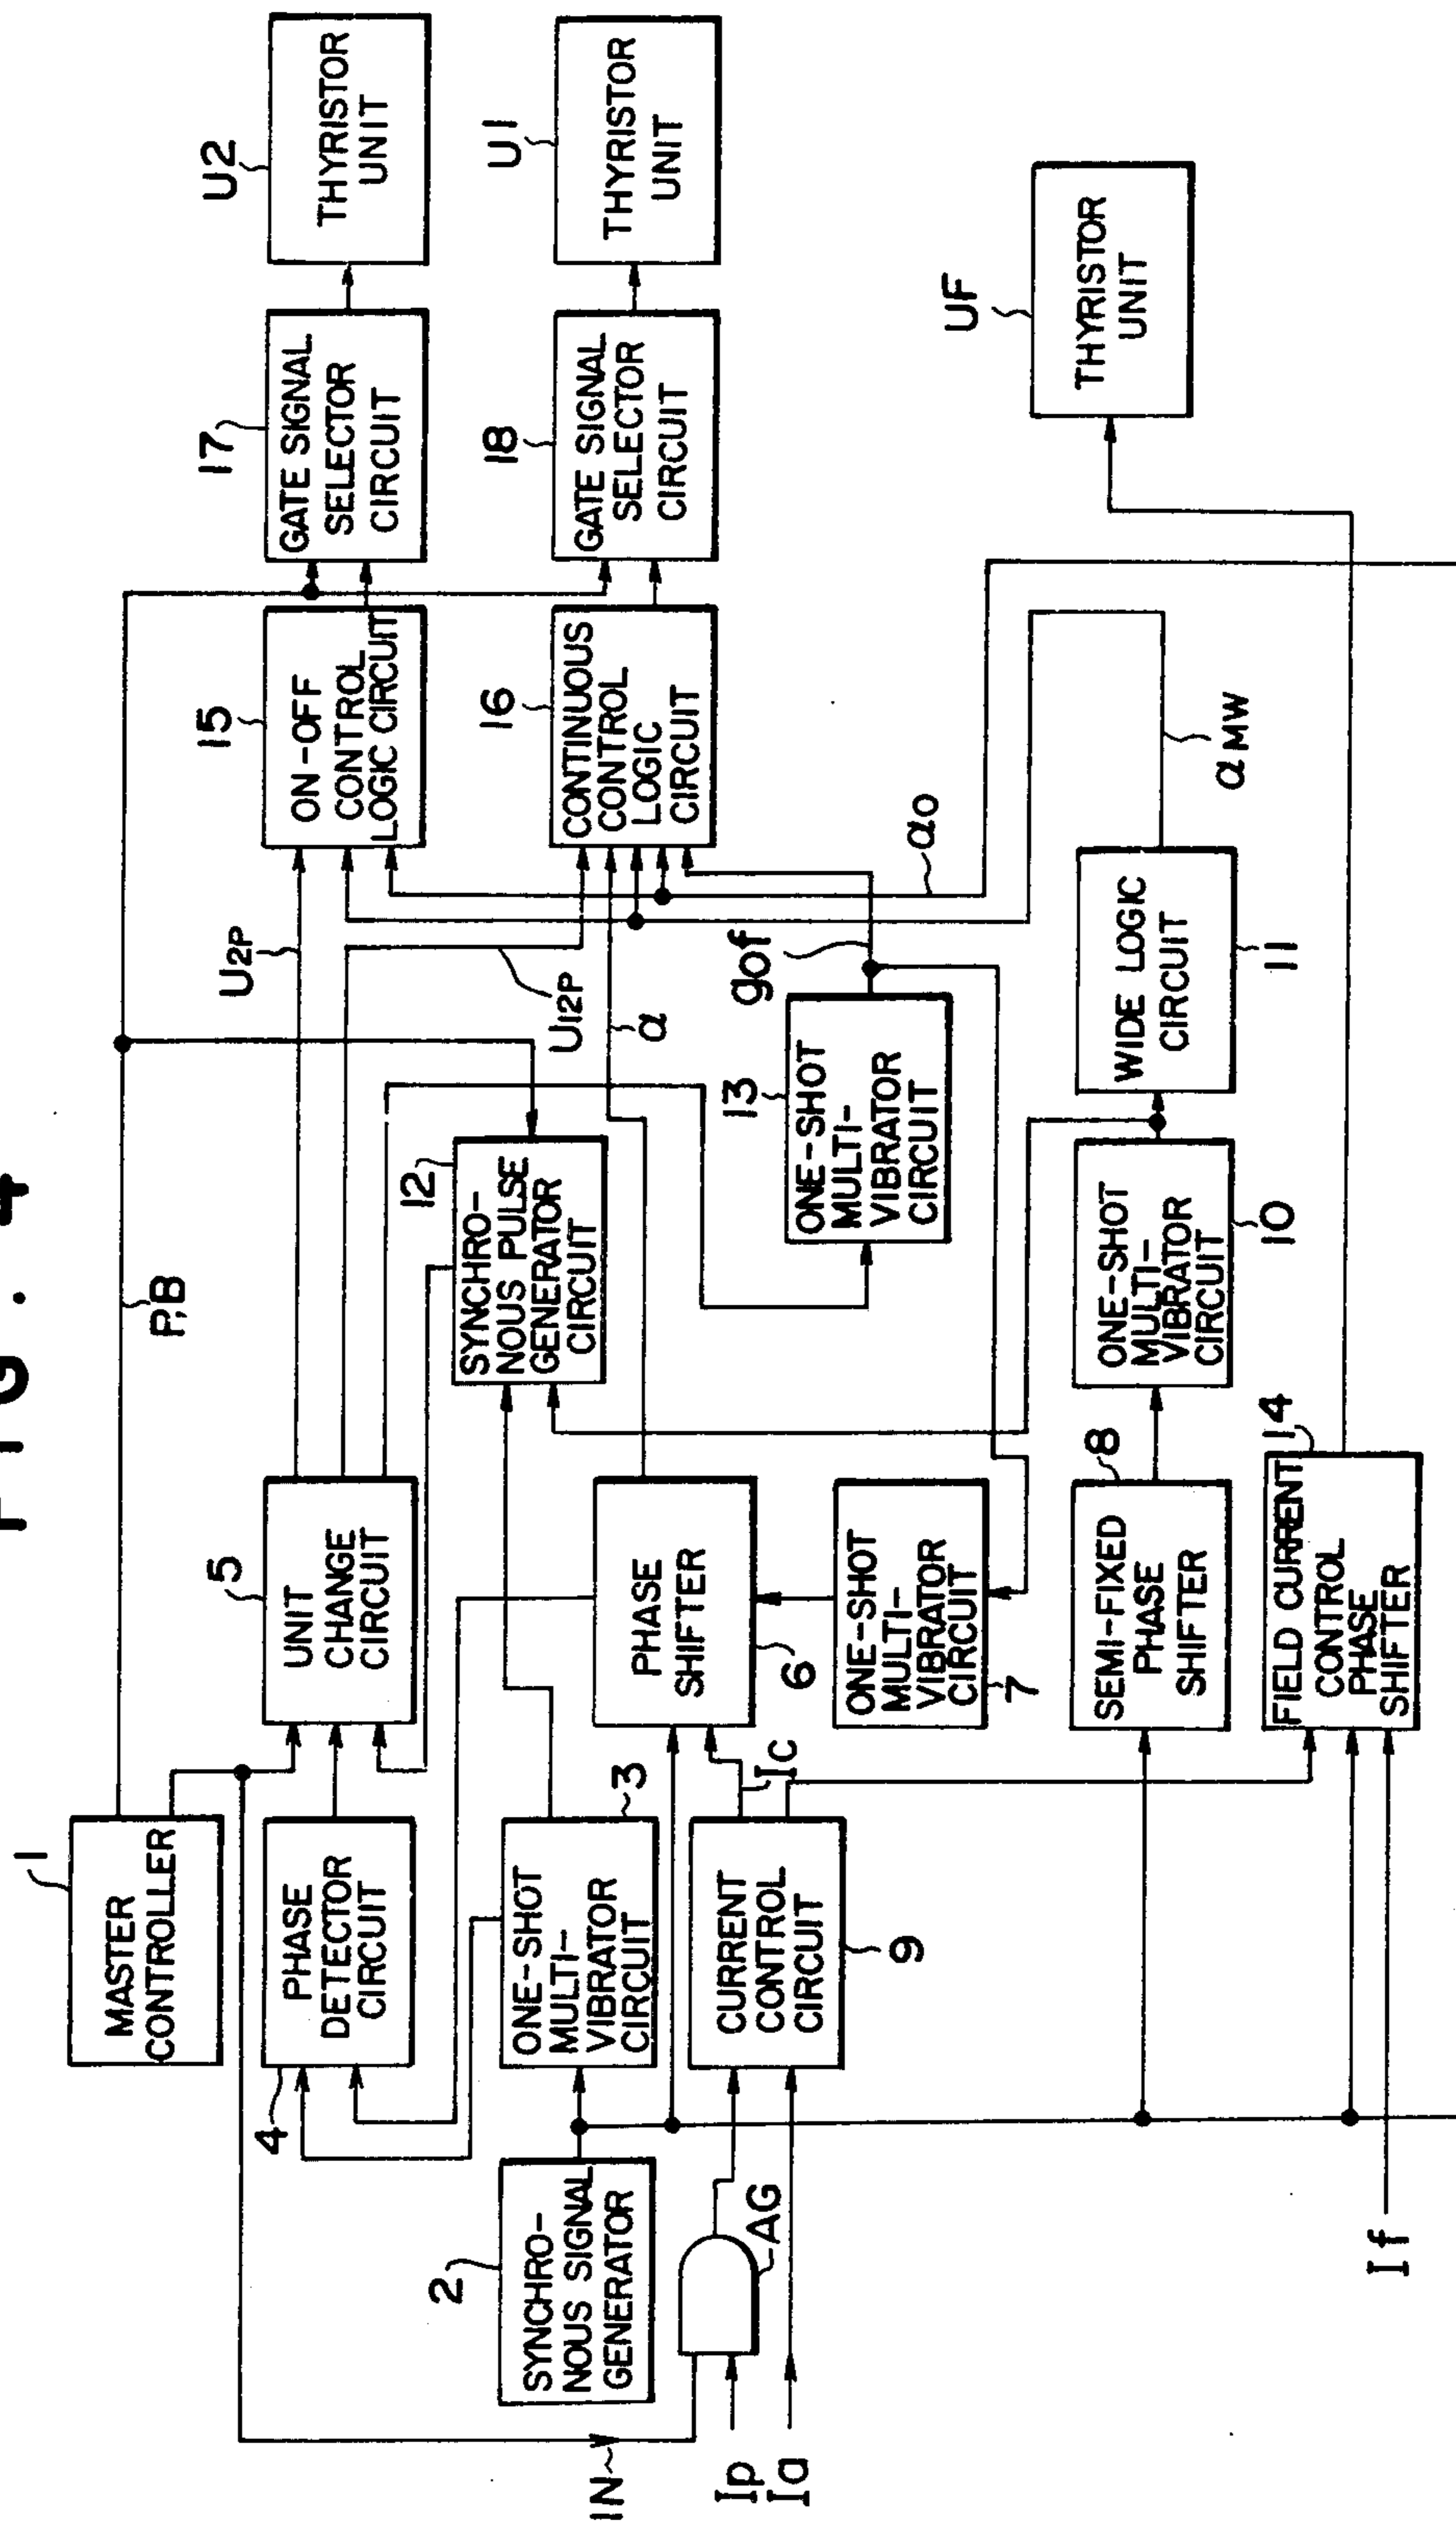 FIG. 4
1
MASTER
CONTROLLER
P,B
4
PHASE
DETECTOR
CIRCUIT
5
UNIT
CHANGE
CIRCUIT
U2P
15
ON-OFF
CONTROL
LOGIC CIRCUIT
17
GATE SIGNAL
SELECTOR
CIRCUIT
U2
THYRISTOR
UNIT
2
SYNCHRO-
NOUS SIGNAL
GENERATOR
3
ONE-SHOT
MULTI-
VIBRATOR
CIRCUIT
12
SYNCHRO-
NOUS PULSE
GENERATOR
CIRCUIT
U12P
α
16
CONTINUOUS
CONTROL
LOGIC
CIRCUIT
18
GATE SIGNAL
SELECTOR
CIRCUIT
U1
THYRISTOR
UNIT
IN
Ip
Ia
AG
9
CURRENT
CONTROL
CIRCUIT
Ic
6
PHASE
SHIFTER
7
ONE-SHOT
MULTI-
VIBRATOR
CIRCUIT
13
ONE-SHOT
MULTI-
VIBRATOR
CIRCUIT
gof
αo
8
SEMI-FIXED
PHASE
SHIFTER
10
ONE-SHOT
MULTI-
VIBRATOR
CIRCUIT
11
WIDE LOGIC
CIRCUIT
αMW
UF
THYRISTOR
UNIT
If
14
FIELD CURRENT
CONTROL
PHASE
SHIFTER